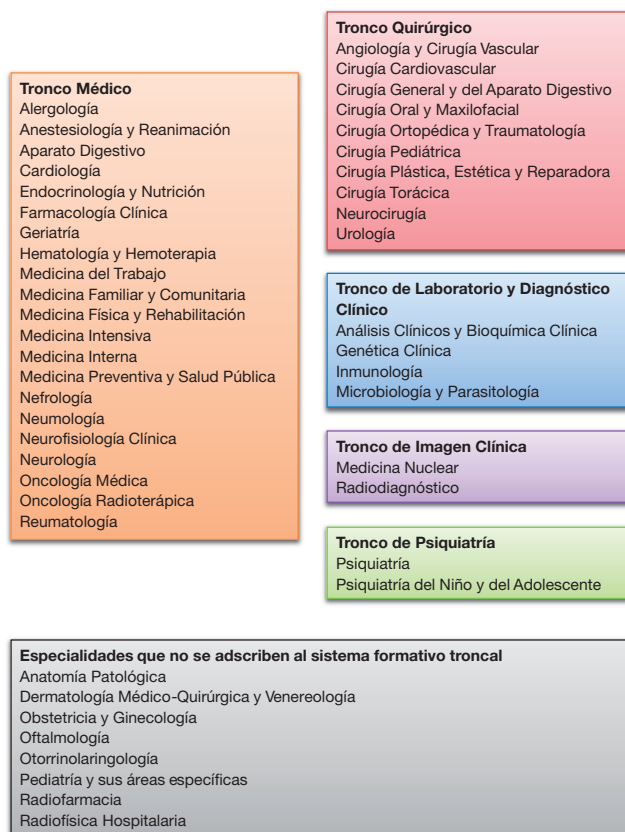 Tronco Médico
Alergología
Anestesiología y Reanimación
Aparato Digestivo
Cardiología
Endocrinología y Nutrición
Farmacología Clínica
Geriatría
Hematología y Hemoterapia
Medicina del Trabajo
Medicina Familiar y Comunitaria
Medicina Física y Rehabilitación
Medicina Intensiva
Medicina Interna
Medicina Preventiva y Salud Pública
Nefrología
Neumología
Neurofisiología Clínica
Neurología
Oncología Médica
Oncología Radioterápica
Reumatología
Tronco Quirúrgico
Angiología y Cirugía Vascular
Cirugía Cardiovascular
Cirugía General y del Aparato Digestivo
Cirugía Oral y Maxilofacial
Cirugía Ortopédica y Traumatología
Cirugía Pediátrica
Cirugía Plástica, Estética y Reparadora
Cirugía Torácica
Neurocirugía
Urología
Tronco de Laboratorio y Diagnóstico
Clínico
Análisis Clínicos y Bioquímica Clínica
Genética Clínica
Inmunología
Microbiología y Parasitología
Tronco de Imagen Clínica
Medicina Nuclear
Radiodiagnóstico
Tronco de Psiquiatría
Psiquiatría
Psiquiatría del Niño y del Adolescente
Especialidades que no se adscriben al sistema formativo troncal
Anatomía Patológica
Dermatología Médico-Quirúrgica y Venereología
Obstetricia y Ginecología
Oftalmología
Otorrinolaringología
Pediatría y sus áreas específicas
Radiofarmacia
Radiofísica Hospitalaria